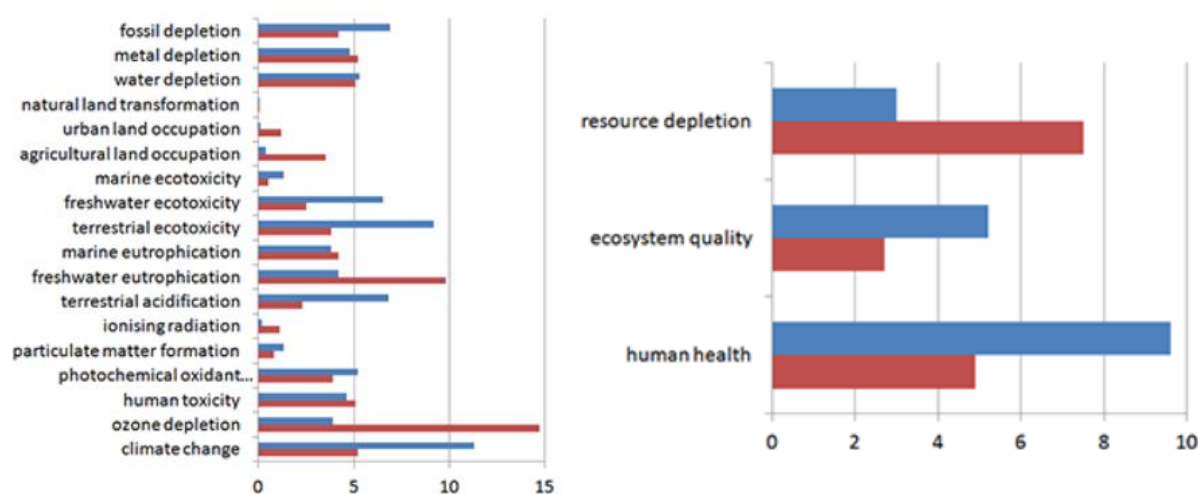 fossil depletion
metal depletion
water depletion
natural land transformation
urban land occupation
agricultural land occupation
marine ecotoxicity
freshwater ecotoxicity
terrestrial ecotoxicity
marine eutrophication
freshwater eutrophication
terrestrial acidification
ionising radiation
particulate matter formation
photochemical oxidant...
human toxicity
ozone depletion
climate change
0 5 10 15
resource depletion
ecosystem quality
human health
0 2 4 6 8 10